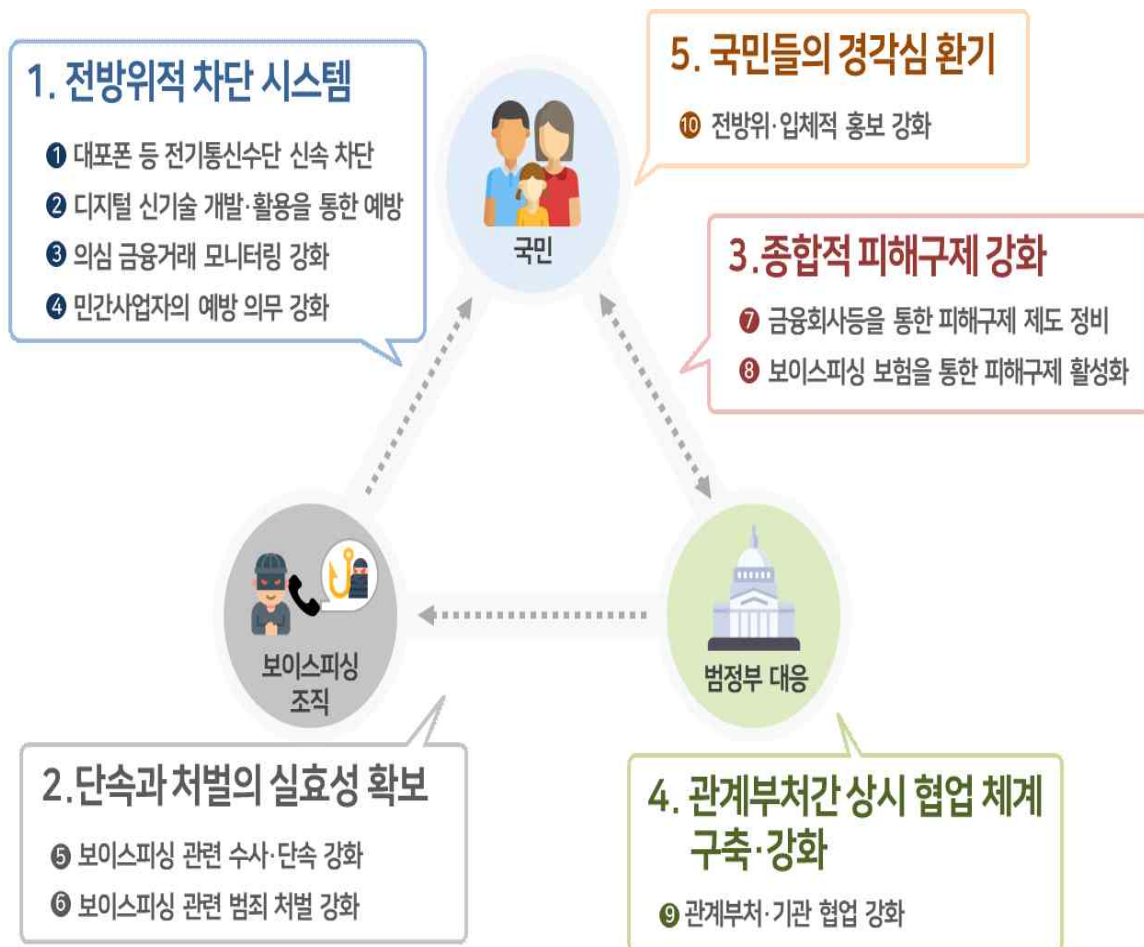 1. 전방위적 차단 시스템
❶ 대포폰 등 전기통신수단 신속 차단
❷ 디지털 신기술 개발·활용을 통한 예방
❸ 의심 금융거래 모니터링 강화
❹ 민간사업자의 예방 의무 강화
5. 국민들의 경각심 환기
❿ 전방위·입체적 홍보 강화
국민
3.종합적 피해구제 강화
❼ 금융회사등을 통한 피해구제 제도 정비
❽ 보이스피싱 보험을 통한 피해구제 활성화
보이스피싱
조직
범정부 대응
2.단속과 처벌의 실효성 확보
❺ 보이스피싱 관련 수사·단속 강화
❻ 보이스피싱 관련 범죄 처벌 강화
4. 관계부처간 상시 협업 체계
구축·강화
❾ 관계부처·기관 협업 강화